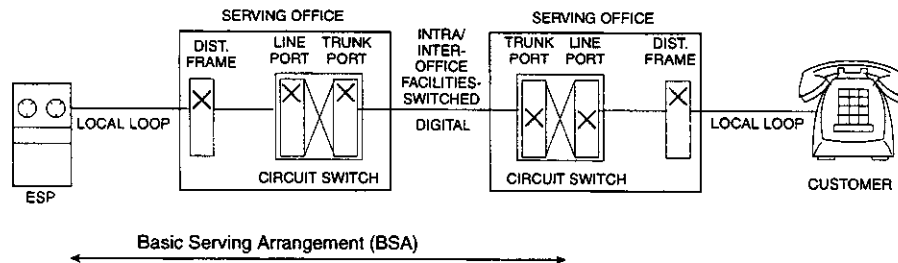 SERVING OFFICE
DIST.
FRAME
LINE
PORT
TRUNK
PORT
CIRCUIT SWITCH
INTRA/
INTER-
OFFICE
FACILITIES-
SWITCHED
DIGITAL
SERVING OFFICE
TRUNK
PORT
LINE
PORT
DIST.
FRAME
CIRCUIT SWITCH
LOCAL LOOP
LOCAL LOOP
ESP
CUSTOMER
Basic Serving Arrangement (BSA)